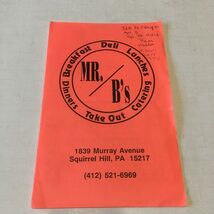 Breakfast Deli Lunches
MR.
B's
Dinners Take Out Catering
1839 Murray Avenue
Squirrel Hill, PA 15217
(412) 521-6969